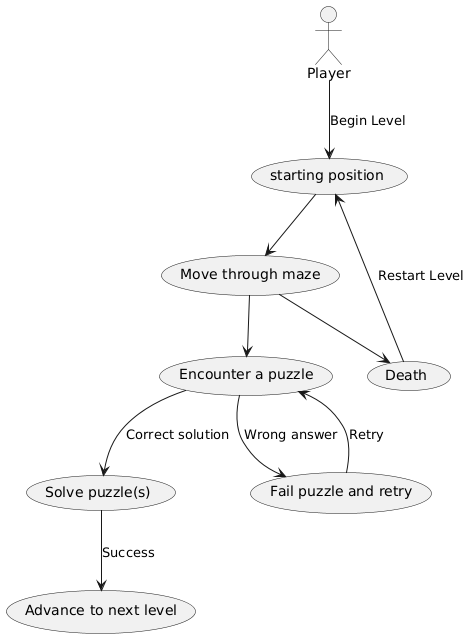 Player
Begin Level
starting position
Move through maze
Restart Level
Encounter a puzzle
Death
Correct solution
Wrong answer
Retry
Solve puzzle(s)
Fail puzzle and retry
Success
Advance to next level